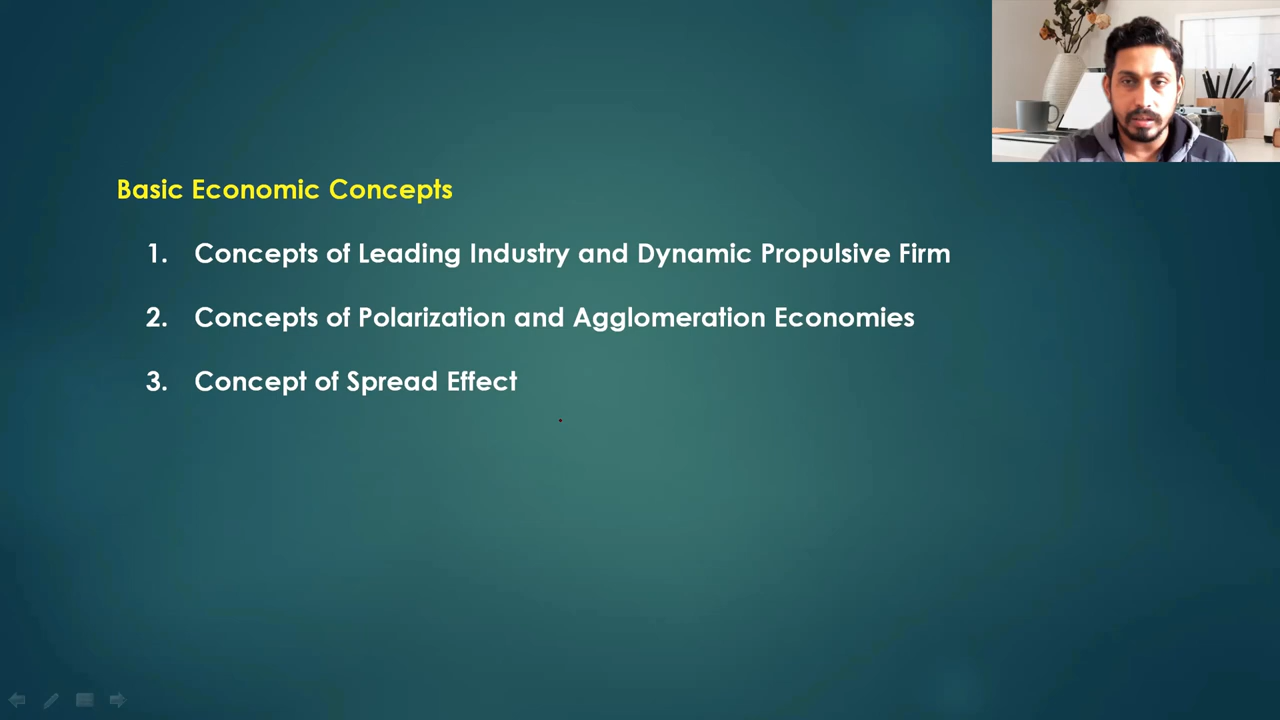 Basic Economic Concepts
1. Concepts of Leading Industry and Dynamic Propulsive Firm
2. Concepts of Polarization and Agglomeration Economies
3. Concept of Spread Effect